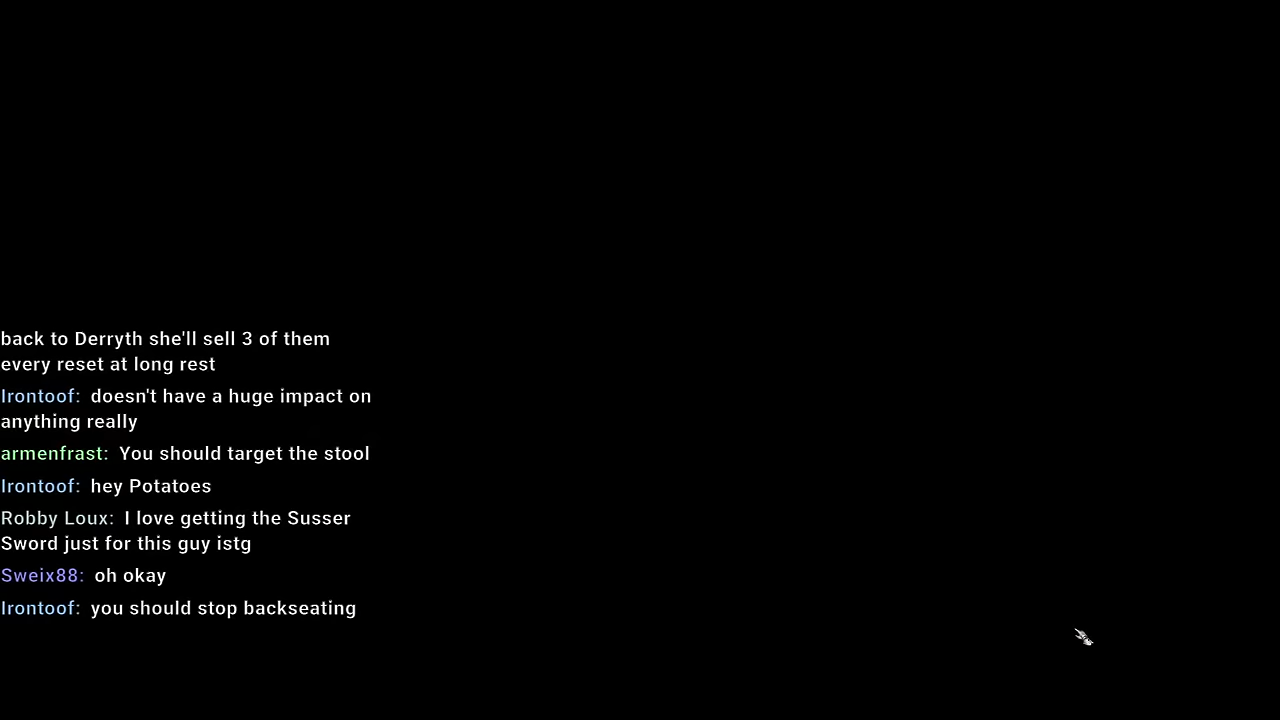 back to Derryth she'll sell 3 of them
every reset at long rest
Irontoof: doesn't have a huge impact on
anything really
armenfrast: You should target the stool
Irontoof: hey Potatoes
Robby Loux: I love getting the Susser
Sword just for this guy istg
Sweix88: oh okay
Irontoof: you should stop backseating